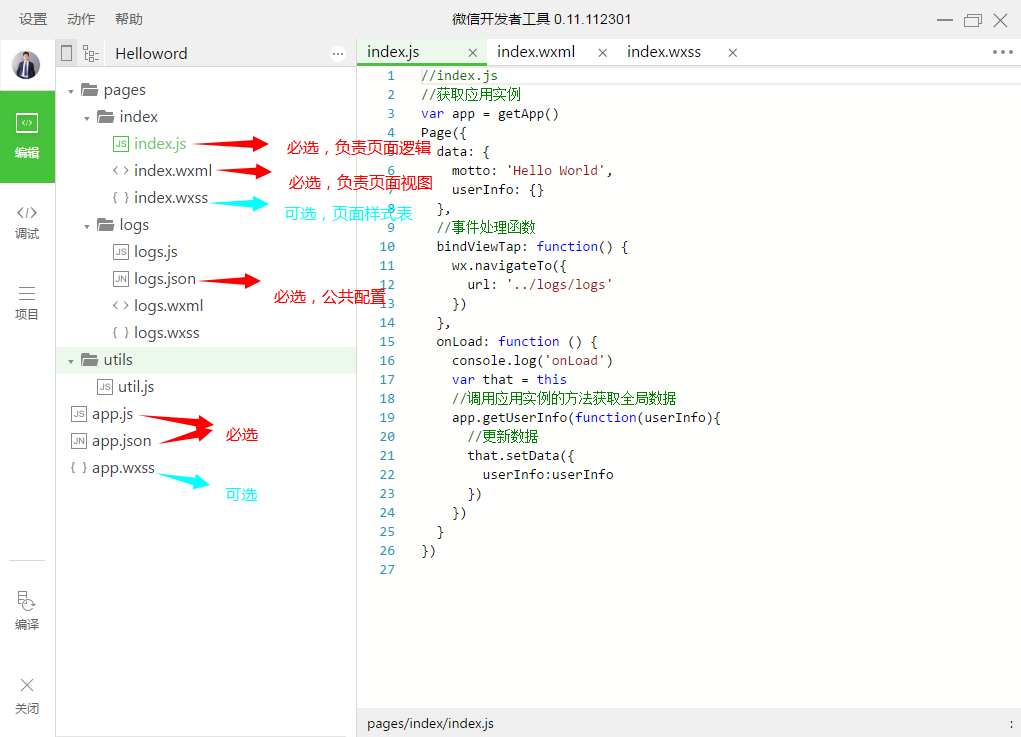 设置 动作 帮助 微信开发者工具 0.11.112301
Helloword
index.js
index.wxml
index.wxss
编辑
调试
项目
编译
关闭
pages
index
index.js 必选，负责页面逻辑
index.wxml 必选，负责页面视图
index.wxss 可选，页面样式表
logs
JS logs.js
JN logs.json 必选，公共配置
logs.wxml
logs.wxss
utils
JS util.js
JS app.js
必选
JN app.json
app.wxss
可选
1 //index.js
2 //获取应用实例
3 var app = getApp()
4 Page({
data: {
6 motto: 'Hello World',
userInfo: {}
8 },
9 //事件处理函数
10 bindViewTap: function() {
11 wx.navigateTo({
12 url: '../logs/logs'
13 })
14 },
15 onLoad: function () {
16 console.log('onLoad')
17 var that = this
18 //调用应用实例的方法获取全局数据
19 app.getUserInfo(function(userInfo){
20 //更新数据
21 that.setData({
22 userInfo:userInfo
23 })
24 })
25 }
26 })
27
pages/index/index.js